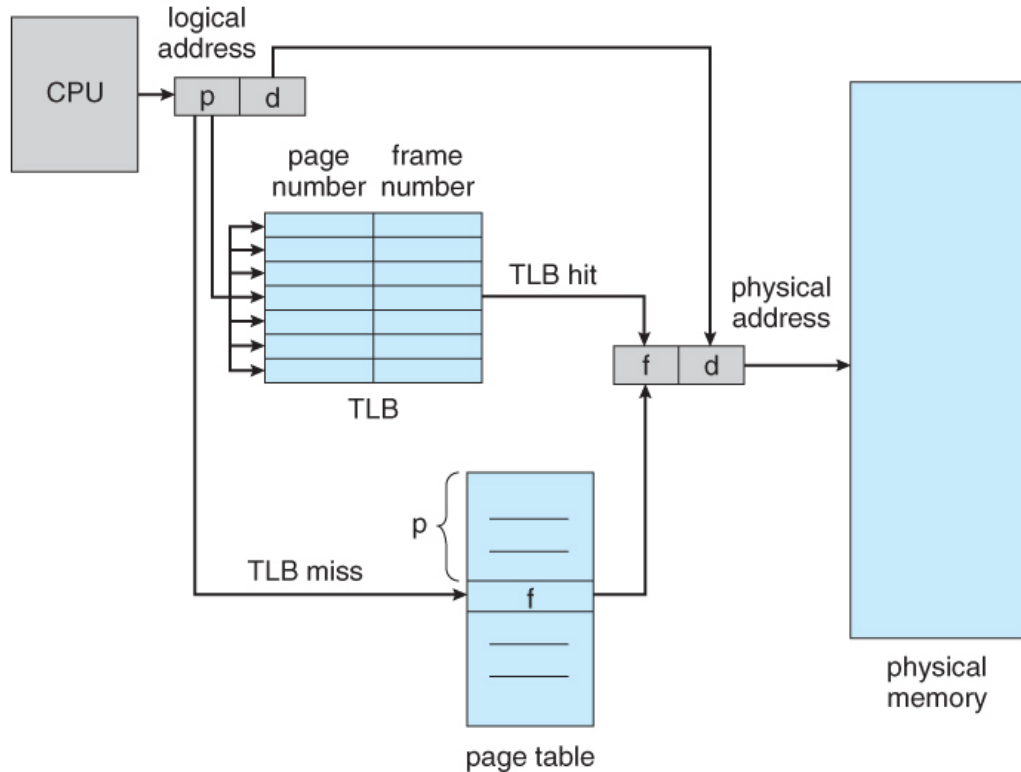 logical
address
CPU
p
d
page
number
frame
number
TLB hit
physical
address
f
d
TLB
p
TLB miss
f
physical
memory
page table